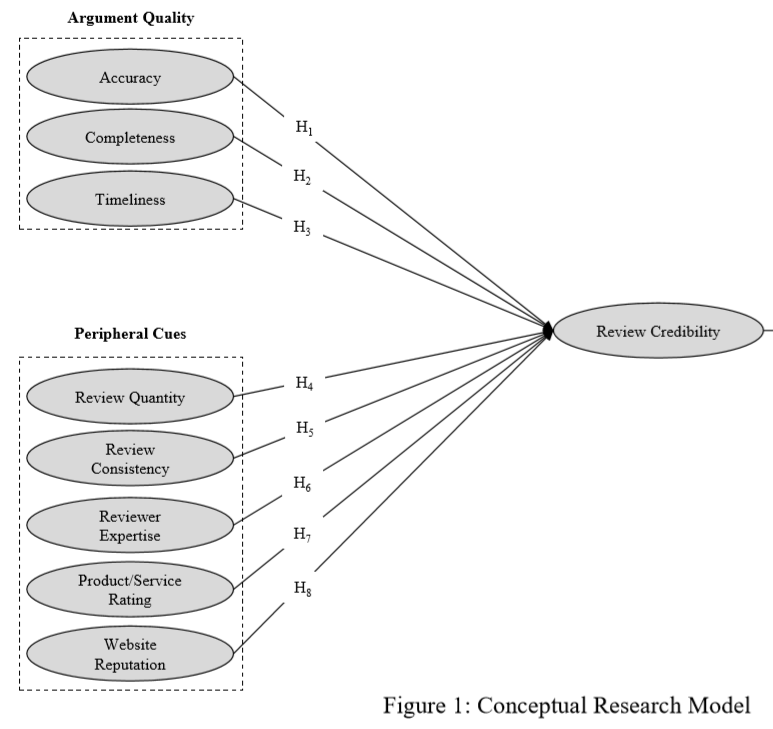 Argument Quality
Accuracy
Completeness
Timeliness
H1
H2
H3
Peripheral Cues
Review Quantity
Review
Consistency
Reviewer
Expertise
Product/Service
Rating
Website
Reputation
H4
H5
H6
H7
H8
Review Credibility
Figure 1: Conceptual Research Model